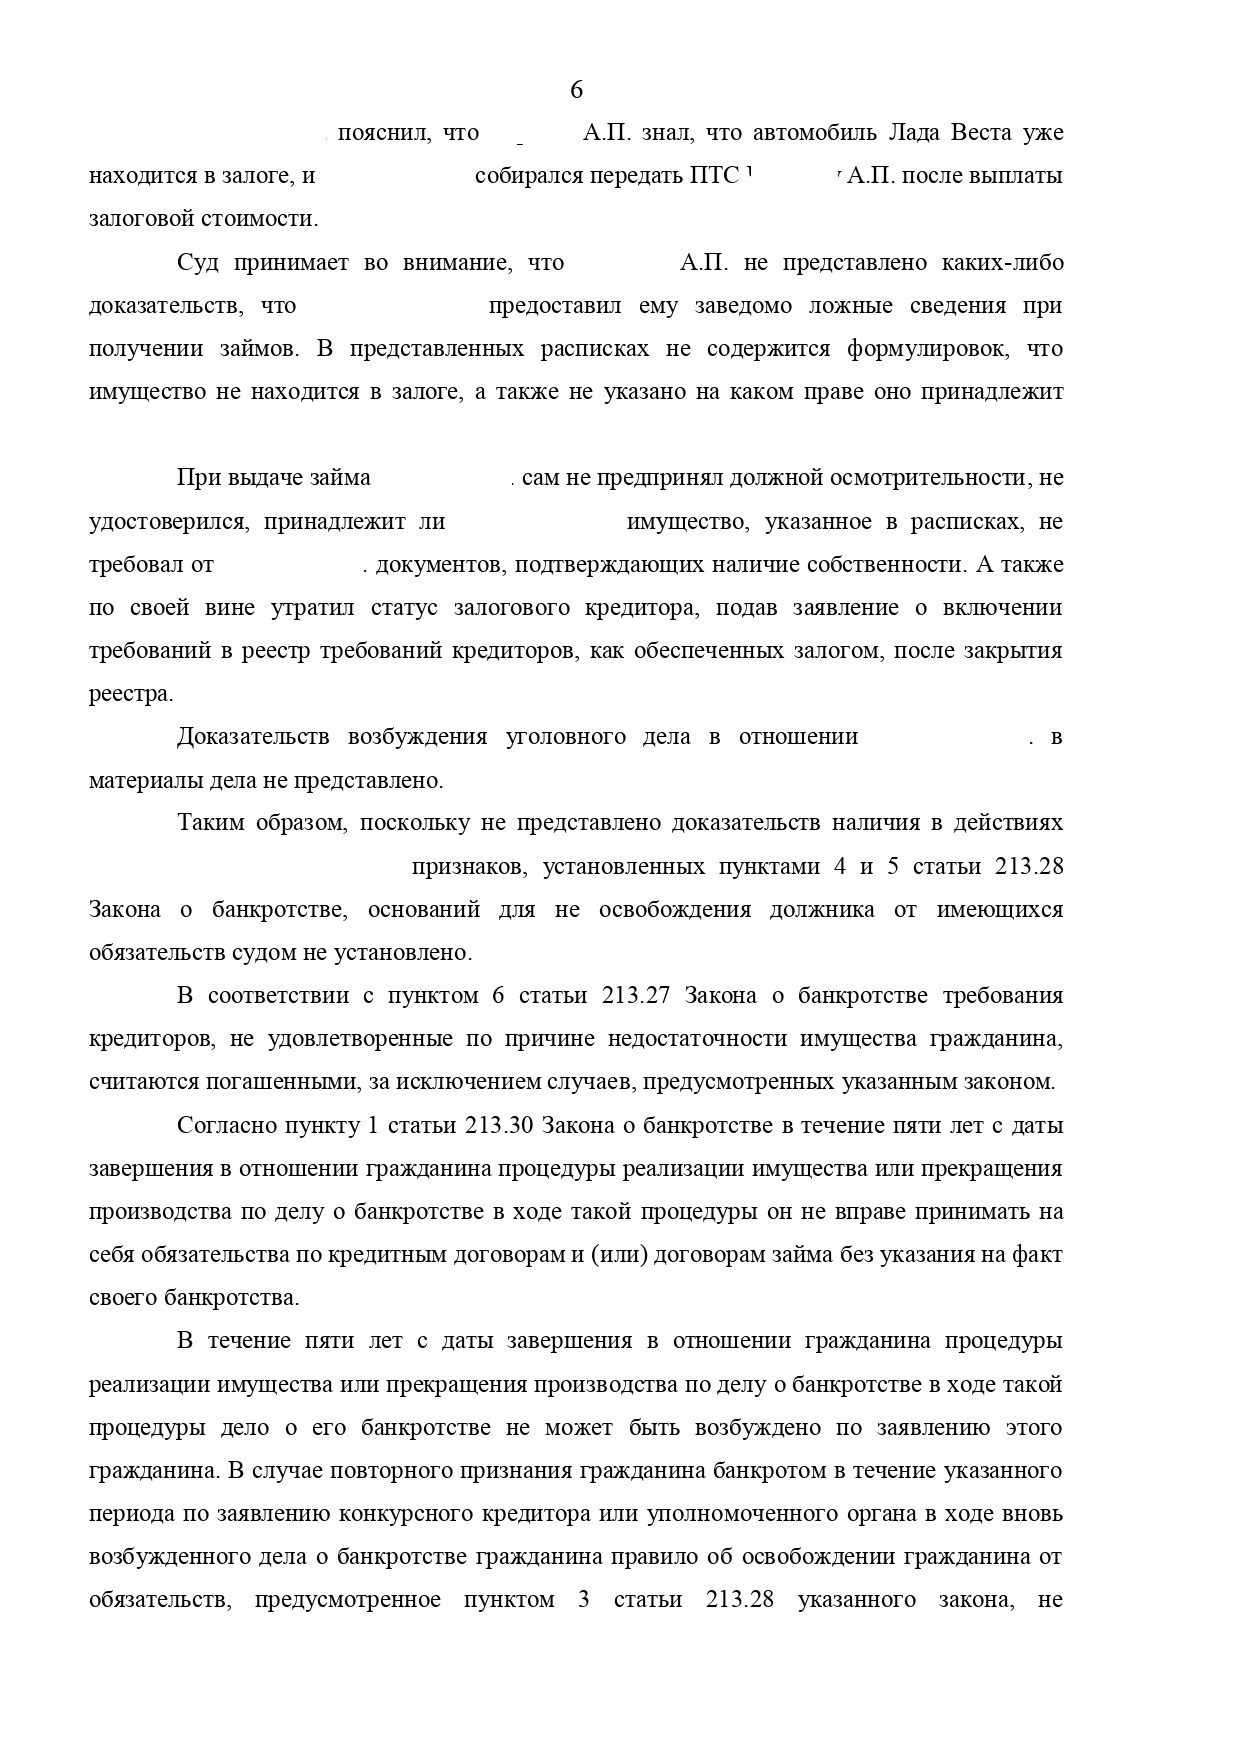 6
. пояснил, что А.П. знал, что автомобиль Лада Веста уже
находится в залоге, и собирался передать ПТС А.П. после выплаты
залоговой стоимости.
Суд принимает во внимание, что А.П. не представлено каких-либо
доказательств, что предоставил ему заведомо ложные сведения при
получении займов. В представленных расписках не содержится формулировок, что
имущество не находится в залоге, а также не указано на каком праве оно принадлежит
При выдаче займа . сам не предпринял должной осмотрительности, не
удостоверился, принадлежит ли имущество, указанное в расписках, не
требовал от . документов, подтверждающих наличие собственности. А также
по своей вине утратил статус залогового кредитора, подав заявление о включении
требований в реестр требований кредиторов, как обеспеченных залогом, после закрытия
реестра.
Доказательств возбуждения уголовного дела в отношении . в
материалы дела не представлено.
Таким образом, поскольку не представлено доказательств наличия в действиях
признаков, установленных пунктами 4 и 5 статьи 213.28
Закона о банкротстве, оснований для не освобождения должника от имеющихся
обязательств судом не установлено.
В соответствии с пунктом 6 статьи 213.27 Закона о банкротстве требования
кредиторов, не удовлетворенные по причине недостаточности имущества гражданина,
считаются погашенными, за исключением случаев, предусмотренных указанным законом.
Согласно пункту 1 статьи 213.30 Закона о банкротстве в течение пяти лет с даты
завершения в отношении гражданина процедуры реализации имущества или прекращения
производства по делу о банкротстве в ходе такой процедуры он не вправе принимать на
себя обязательства по кредитным договорам и (или) договорам займа без указания на факт
своего банкротства.
В течение пяти лет с даты завершения в отношении гражданина процедуры
реализации имущества или прекращения производства по делу о банкротстве в ходе такой
процедуры дело о его банкротстве не может быть возбуждено по заявлению этого
гражданина. В случае повторного признания гражданина банкротом в течение указанного
периода по заявлению конкурсного кредитора или уполномоченного органа в ходе вновь
возбужденного дела о банкротстве гражданина правило об освобождении гражданина от
обязательств, предусмотренное пунктом 3 статьи 213.28 указанного закона, не